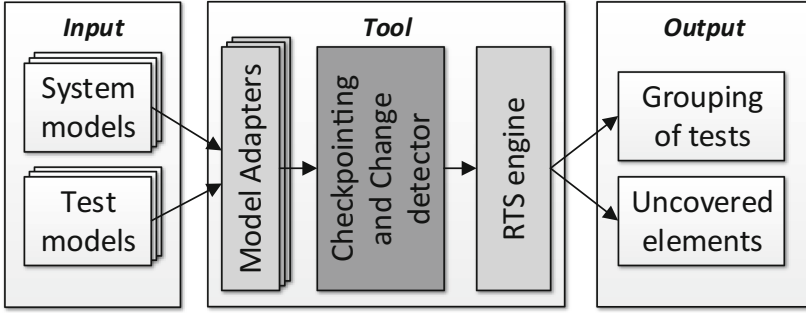 Input
System
models
Test
models
Tool
Model Adapters
Checkpointing
and Change
detector
RTS engine
Output
Grouping
of tests
Uncovered
elements